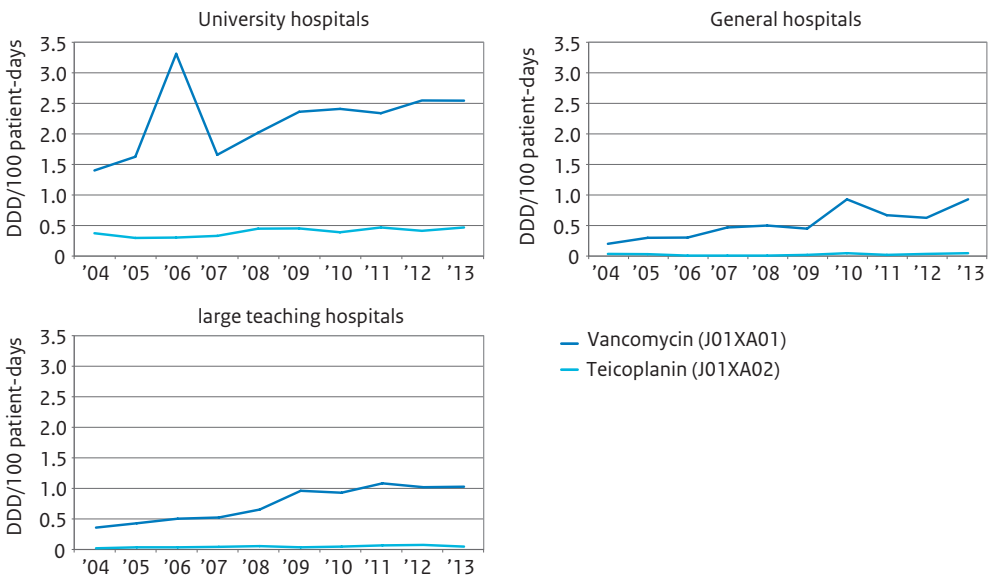 University hospitals
DDD/100 patient-days
3.5
3.0
2.5
2.0
1.5
1.0
0.5
0
’04 ’05 ’06 ’07 ’08 ’09 ’10 ’11 ’12 ’13
General hospitals
DDD/100 patient-days
3.5
3.0
2.5
2.0
1.5
1.0
0.5
0
’04 ’05 ’06 ’07 ’08 ’09 ’10 ’11 ’12 ’13
large teaching hospitals
DDD/100 patient-days
3.5
3.0
2.5
2.0
1.5
1.0
0.5
0
’04 ’05 ’06 ’07 ’08 ’09 ’10 ’11 ’12 ’13
Vancomycin (J01XA01)
Teicoplanin (J01XA02)